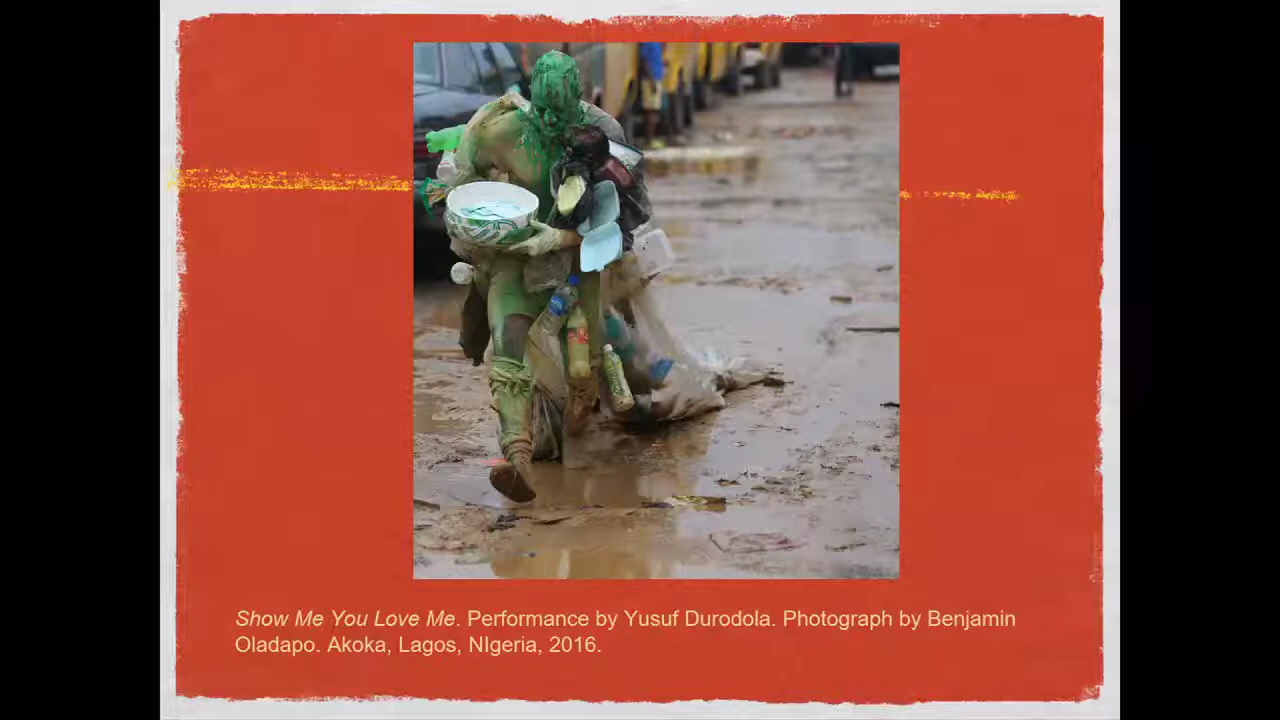 Show Me You Love Me. Performance by Yusuf Durodola. Photograph by Benjamin
Oladapo. Akoka, Lagos, NIgeria, 2016.